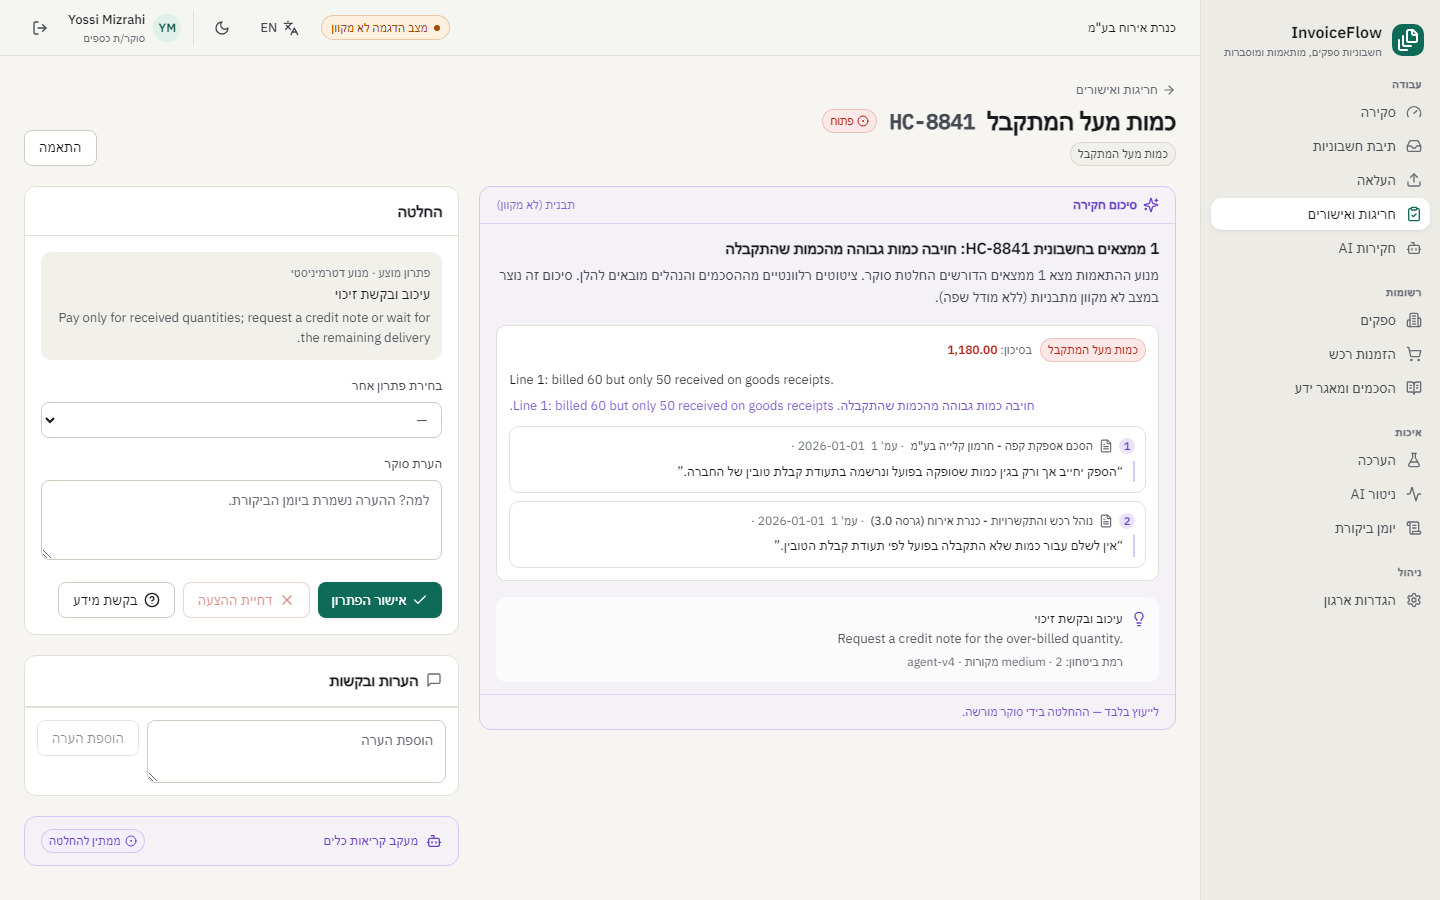 InvoiceFlow
חשבוניות ספקים, מותאמות ומוסברות
עבודה
סקירה
תיבת חשבוניות
העלאה
חריגות ואישורים
חקירות AI
רשומות
ספקים
הזמנות רכש
הסכמים ומאגר ידע
איכות
הערכה
ניטור AI
יומן ביקורת
ניהול
הגדרות ארגון
כנרת אירוח בע"מ
מצב הדגמה לא מקוון
EN
YM
Yossi Mizrahi
סוקר/ת כספים
חריגות ואישורים
כמות מעל המתקבל HC-8841 פתוח
כמות מעל המתקבל
התאמה
סיכום חקירה
תבנית (לא מקוון)
1 ממצאים בחשבונית HC-8841: חויבה כמות גבוהה מהכמות שהתקבלה
מנוע ההתאמות מצא 1 ממצאים הדורשים החלטת סוקר. ציטוטים רלוונטיים מההסכמים והנהלים מובאים להלן. סיכום זה נוצר
במצב לא מקוון מתבניות (ללא מודל שפה).
כמות מעל המתקבל בסיכון: 1,180.00
Line 1: billed 60 but only 50 received on goods receipts.
חויבה כמות גבוהה מהכמות שהתקבלה. Line 1: billed 60 but only 50 received on goods receipts.
1 הסכם אספקת קפה - חרמון קלייה בע"מ · עמ' 1 2026-01-01 ·
“הספק יחייב אך ורק בגין כמות שסופקה בפועל ונרשמה בתעודת קבלת טובין של החברה.”
2 נוהל רכש והתקשרויות - כנרת אירוח (גרסה 3.0) · עמ' 1 2026-01-01 ·
“אין לשלם עבור כמות שלא התקבלה בפועל לפי תעודת קבלת הטובין.”
עיכוב ובקשת זיכוי
Request a credit note for the over-billed quantity.
רמת ביטחון: medium · 2 מקורות · agent-v4
לייעוץ בלבד — ההחלטה בידי סוקר מורשה.
החלטה
פתרון מוצע · מנוע דטרמיניסטי
עיכוב ובקשת זיכוי
Pay only for received quantities; request a credit note or wait for
the remaining delivery.
בחירת פתרון אחר
—
הערת סוקר
למה? ההערה נשמרת ביומן הביקורת.
אישור הפתרון
דחיית ההצעה
בקשת מידע
הערות ובקשות
הוספת הערה
הוספת הערה
מעקב קריאות כלים
ממתין להחלטה